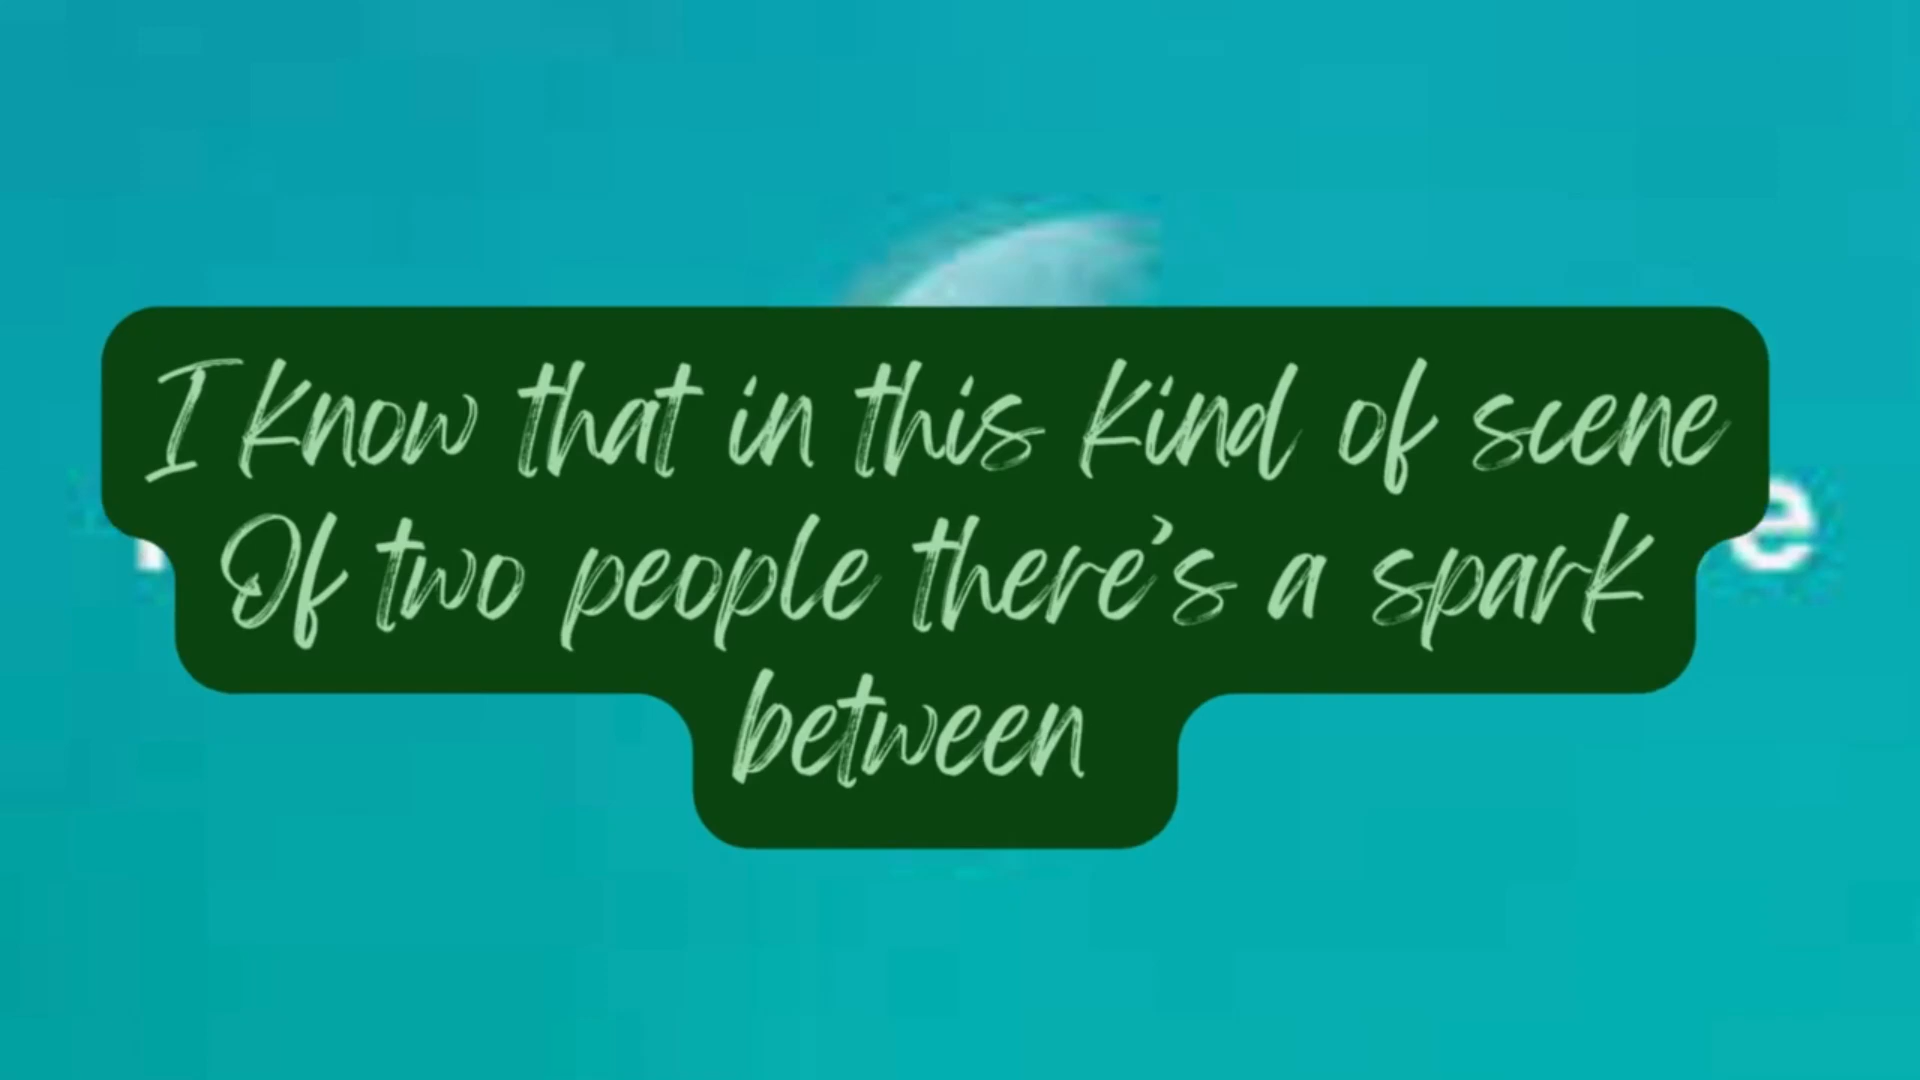 I know that in this kind of scene
Of two people there's a spark
between
e